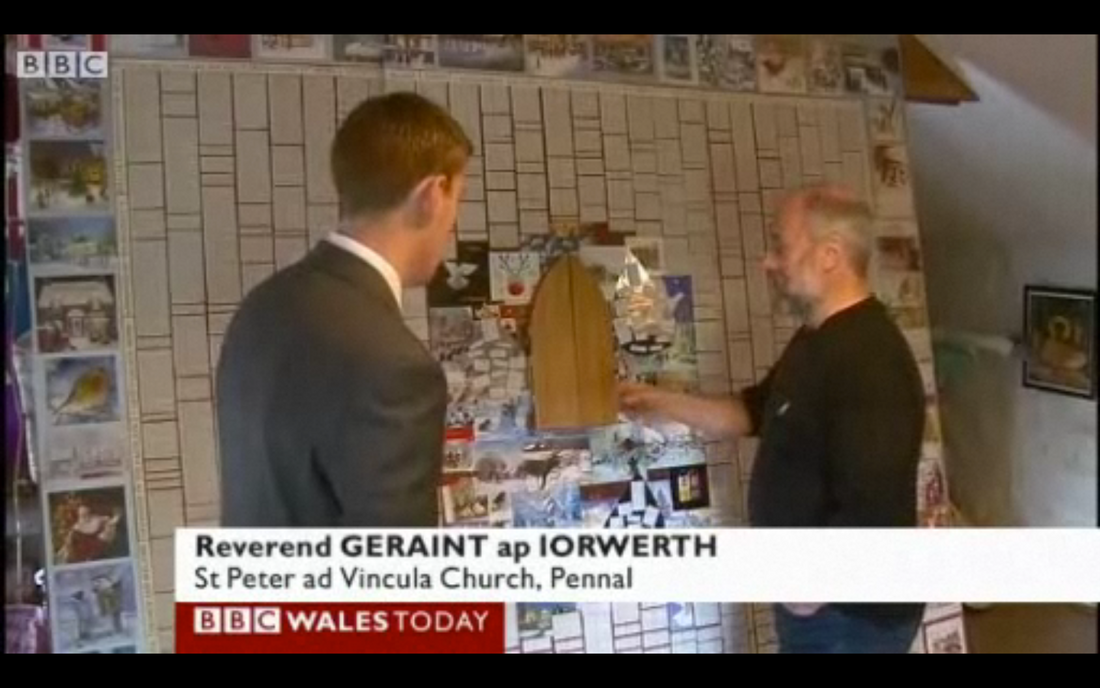 BBC
Reverend GERAINT ap IORWERTH
St Peter ad Vincula Church, Pennal
BBC WALES TODAY